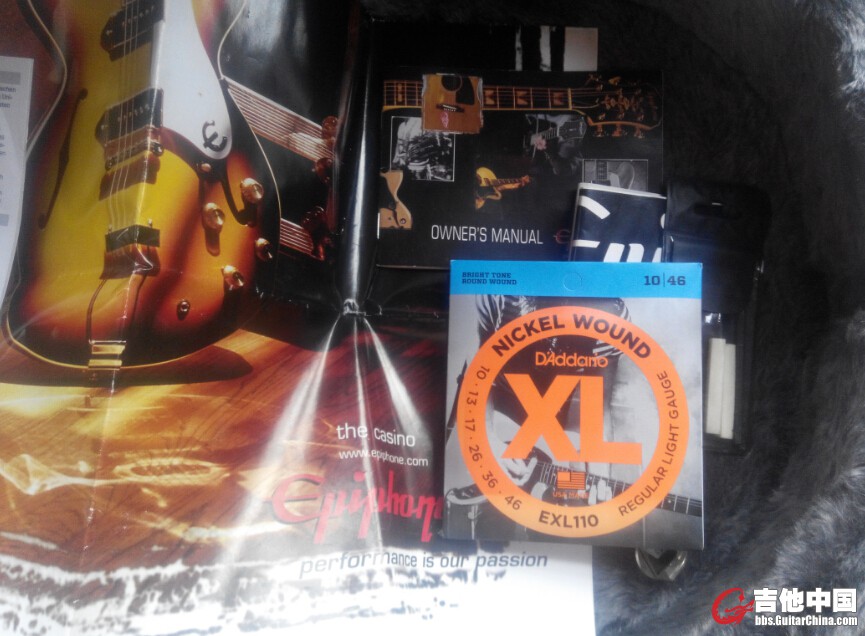 OWNER'S MANUAL
BRIGHT TONE
ROUND WOUND
10|46
NICKEL WOUND
D'Addario
XL
10 · 13 · 17 · 26 · 36 · 46
REGULAR LIGHT GAUGE
EXL110
the casino
www.epiphone.com
Epiphone
performance is our passion
吉他中国
bbs.GuitarChina.com